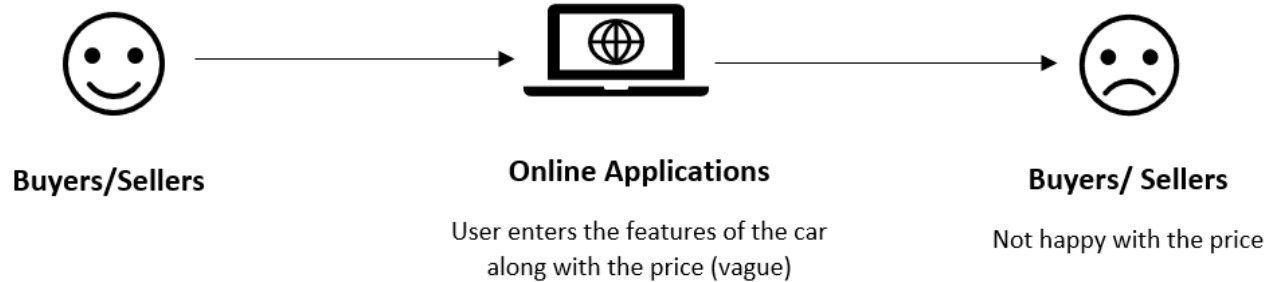 Buyers/Sellers
Online Applications
User enters the features of the car
along with the price (vague)
Buyers/ Sellers
Not happy with the price